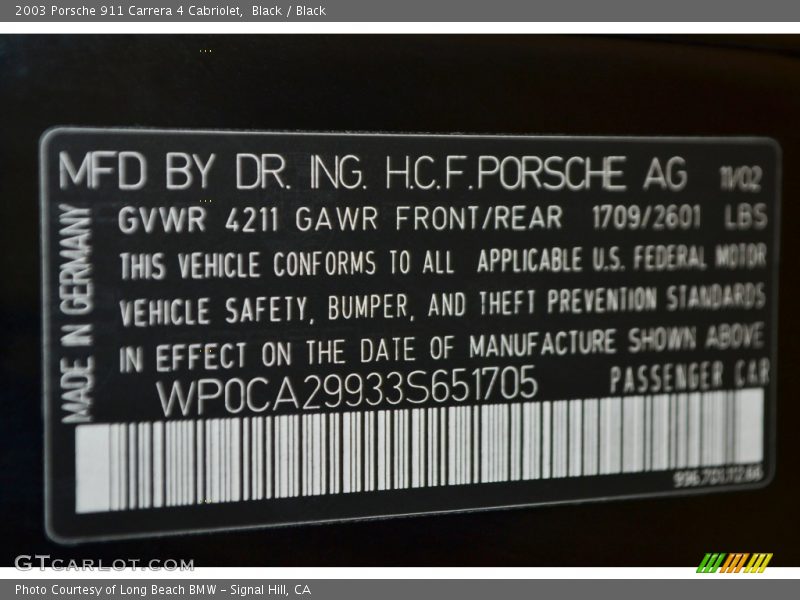 2003 Porsche 911 Carrera 4 Cabriolet, Black / Black
MFD BY DR. ING. H.C.F. PORSCHE AG 11/02
GVWR 4211 GAWR FRONT/REAR 1709/2601 LBS
THIS VEHICLE CONFORMS TO ALL APPLICABLE U.S. FEDERAL MOTOR
VEHICLE SAFETY, BUMPER, AND THEFT PREVENTION STANDARDS
IN EFFECT ON THE DATE OF MANUFACTURE SHOWN ABOVE
WP0CA29933S651705 PASSENGER CAR
MADE IN GERMANY
GTCARLOT.COM
Photo Courtesy of Long Beach BMW - Signal Hill, CA